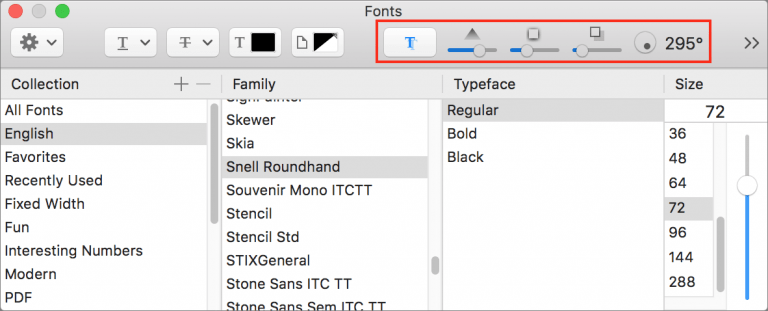 Fonts
T T T T 295° >>
Collection + − Family Typeface Size
All Fonts
English
Favorites
Recently Used
Fixed Width
Fun
Interesting Numbers
Modern
PDF
SignPainter
Skewer
Skia
Snell Roundhand
Souvenir Mono ITCTT
Stencil
Stencil Std
STIXGeneral
Stone Sans ITC TT
Stone Sans Sem ITC TT
Regular
Bold
Black
72
36
48
64
72
96
144
288